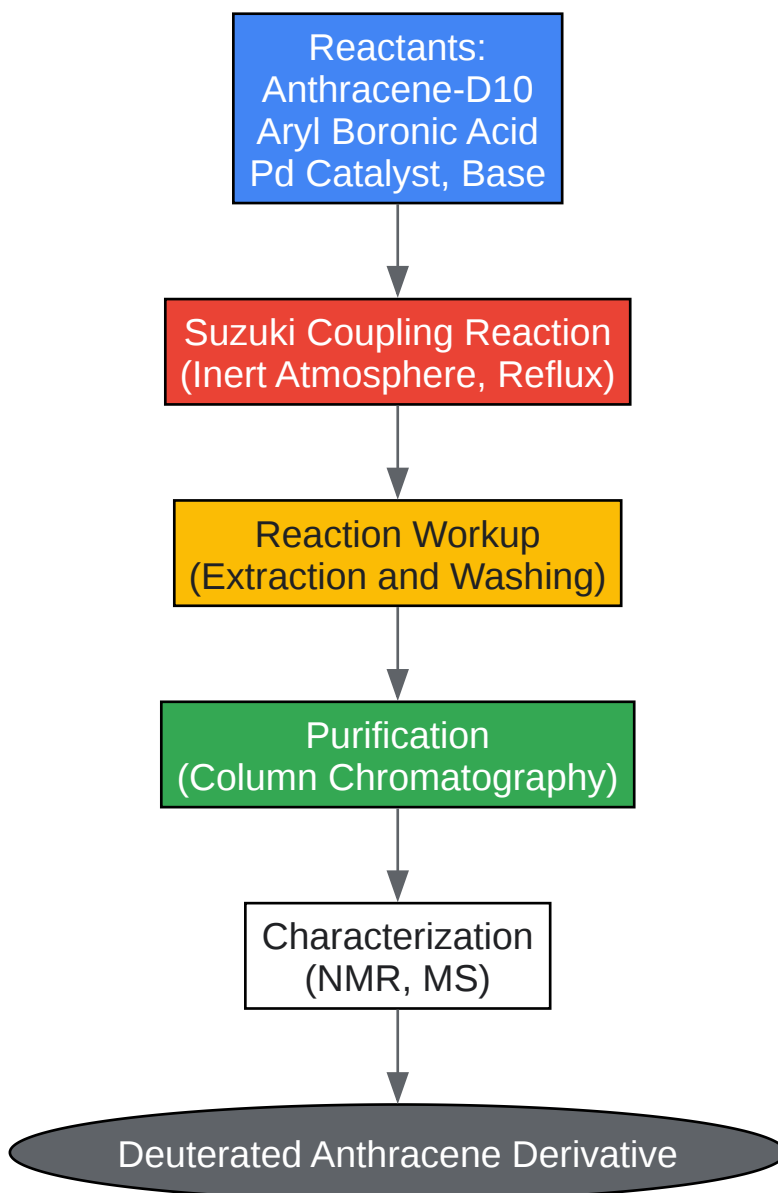 Reactants:
Anthracene-D10
Aryl Boronic Acid
Pd Catalyst, Base
Suzuki Coupling Reaction
(Inert Atmosphere, Reflux)
Reaction Workup
(Extraction and Washing)
Purification
(Column Chromatography)
Characterization
(NMR, MS)
Deuterated Anthracene Derivative